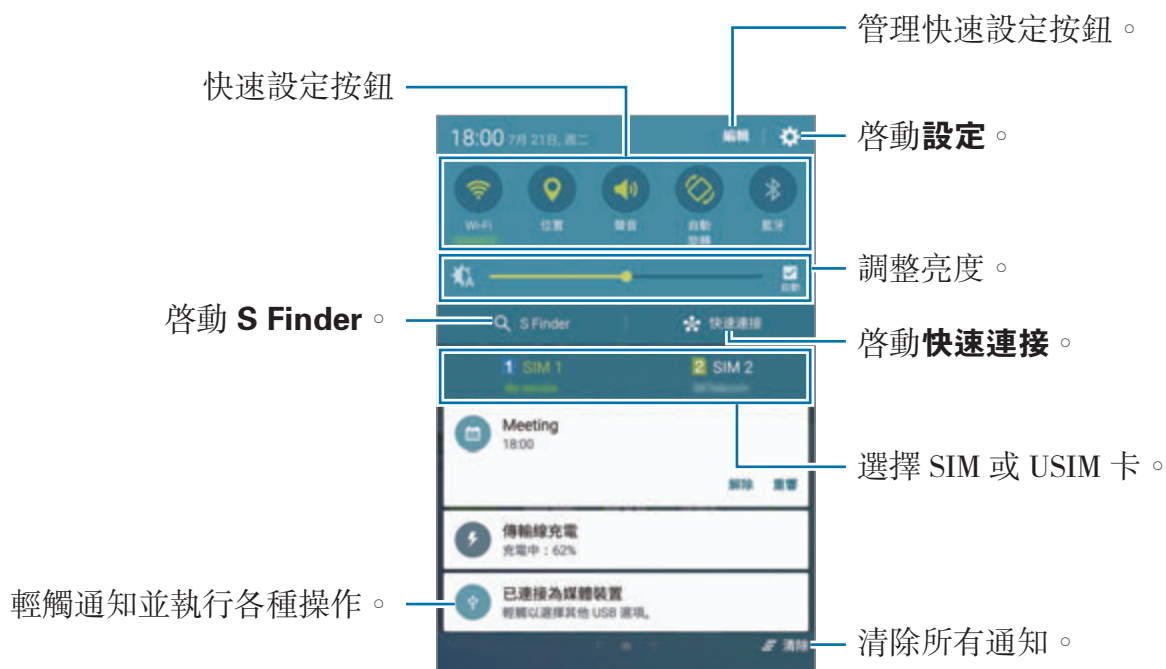 管理快速設定按鈕。
快速設定按鈕
18:00 7月 21日, 週二
編輯
啓動設定。
Wi-Fi
位置
聲音
自動
旋轉
藍牙
調整亮度。
自動
啓動 S Finder。
S Finder
快速連接
啓動快速連接。
1 SIM 1
2 SIM 2
No service
SKTelecom
Meeting
18:00
選擇 SIM 或 USIM 卡。
解除 重響
傳輸線充電
充電中：62%
輕觸通知並執行各種操作。
已連接為媒體裝置
輕觸以選擇其他 USB 選項。
清除
清除所有通知。